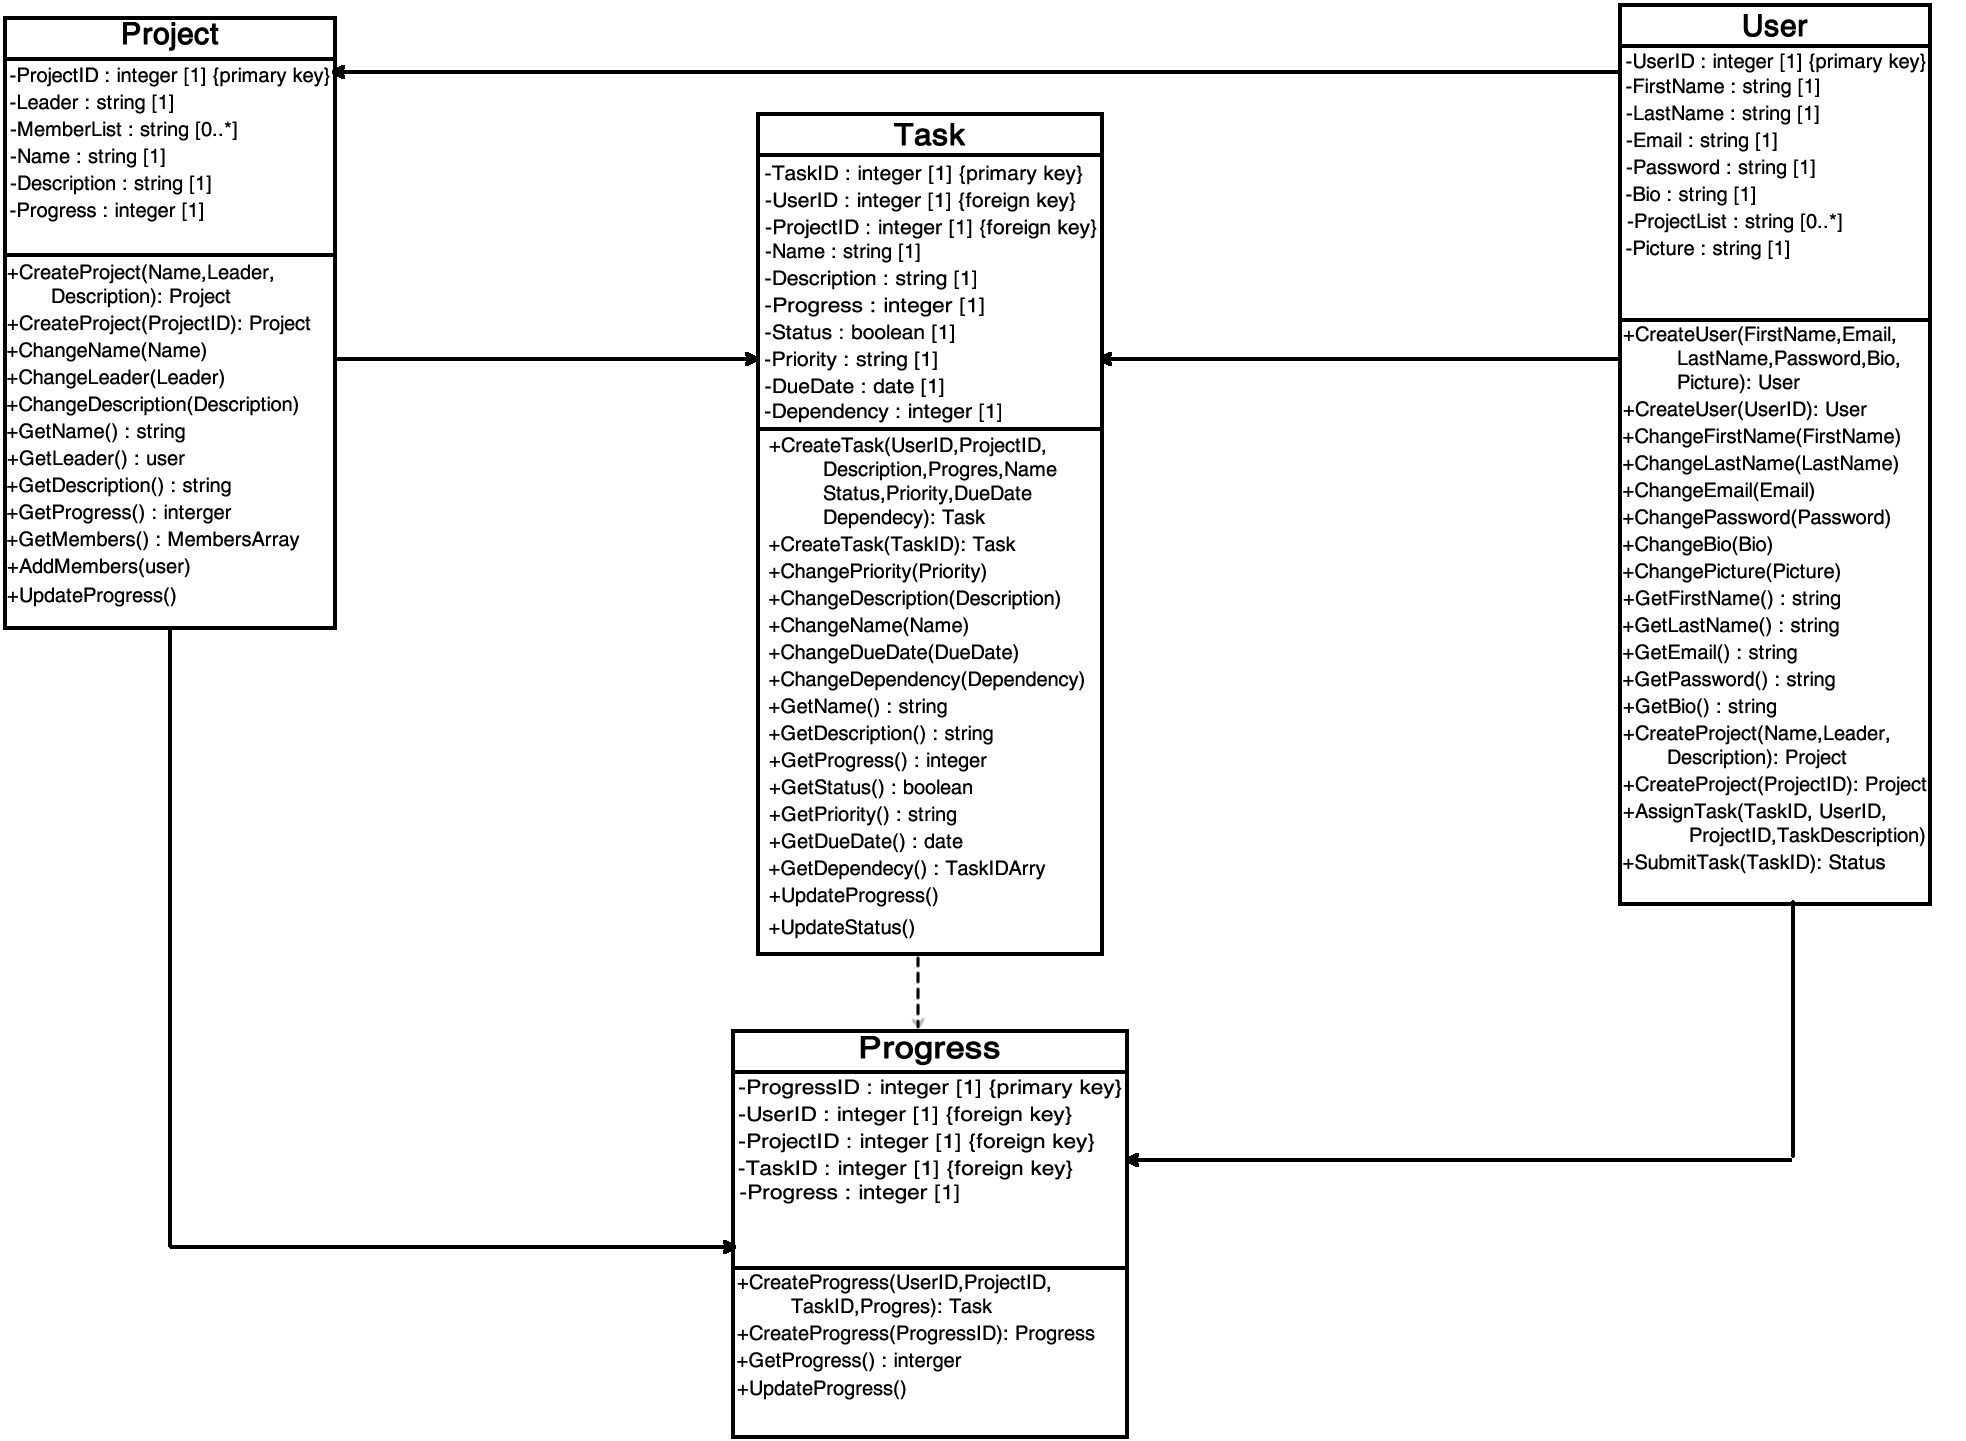 Project
-ProjectID : integer [1] {primary key}
-Leader : string [1]
-MemberList : string [0..*]
-Name : string [1]
-Description : string [1]
-Progress : integer [1]
+CreateProject(Name,Leader,
Description): Project
+CreateProject(ProjectID): Project
+ChangeName(Name)
+ChangeLeader(Leader)
+ChangeDescription(Description)
+GetName() : string
+GetLeader() : user
+GetDescription() : string
+GetProgress() : interger
+GetMembers() : MembersArray
+AddMembers(user)
+UpdateProgress()
Task
-TaskID : integer [1] {primary key}
-UserID : integer [1] {foreign key}
-ProjectID : integer [1] {foreign key}
-Name : string [1]
-Description : string [1]
-Progress : integer [1]
-Status : boolean [1]
-Priority : string [1]
-DueDate : date [1]
-Dependency : integer [1]
+CreateTask(UserID,ProjectID,
Description,Progres,Name
Status,Priority,DueDate
Dependecy): Task
+CreateTask(TaskID): Task
+ChangePriority(Priority)
+ChangeDescription(Description)
+ChangeName(Name)
+ChangeDueDate(DueDate)
+ChangeDependency(Dependency)
+GetName() : string
+GetDescription() : string
+GetProgress() : integer
+GetStatus() : boolean
+GetPriority() : string
+GetDueDate() : date
+GetDependecy() : TaskIDArry
+UpdateProgress()
+UpdateStatus()
User
-UserID : integer [1] {primary key}
-FirstName : string [1]
-LastName : string [1]
-Email : string [1]
-Password : string [1]
-Bio : string [1]
-ProjectList : string [0..*]
-Picture : string [1]
+CreateUser(FirstName,Email,
LastName,Password,Bio,
Picture): User
+CreateUser(UserID): User
+ChangeFirstName(FirstName)
+ChangeLastName(LastName)
+ChangeEmail(Email)
+ChangePassword(Password)
+ChangeBio(Bio)
+ChangePicture(Picture)
+GetFirstName() : string
+GetLastName() : string
+GetEmail() : string
+GetPassword() : string
+GetBio() : string
+CreateProject(Name,Leader,
Description): Project
+CreateProject(ProjectID): Project
+AssignTask(TaskID, UserID,
ProjectID,TaskDescription)
+SubmitTask(TaskID): Status
Progress
-ProgressID : integer [1] {primary key}
-UserID : integer [1] {foreign key}
-ProjectID : integer [1] {foreign key}
-TaskID : integer [1] {foreign key}
-Progress : integer [1]
+CreateProgress(UserID,ProjectID,
TaskID,Progres): Task
+CreateProgress(ProgressID): Progress
+GetProgress() : interger
+UpdateProgress()